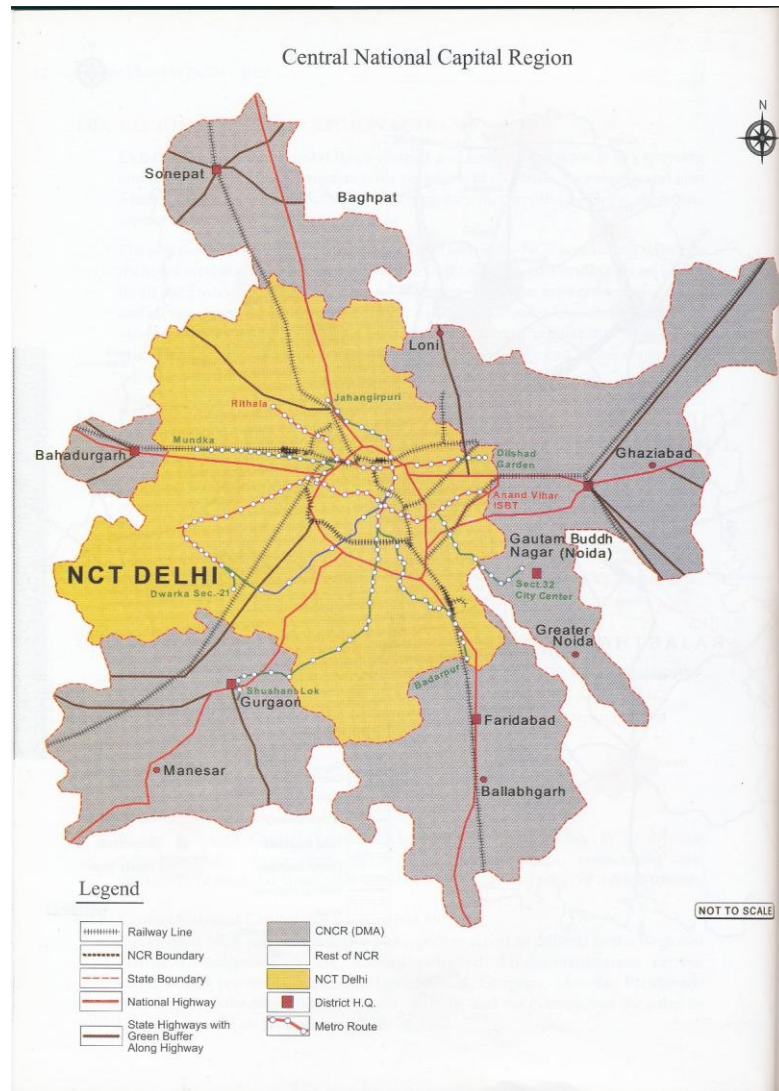 Central National Capital Region
N
Sonepat
Baghpat
Loni
Rithala
Jahangirpuri
Mundka
Bahadurgarh
Dilshad
Garden
Ghaziabad
Anand Vihar
ISBT
Gautam Buddh
Nagar (Noida)
NCT DELHI
Dwarka Sec.-21
Sect.32
City Center
Greater
Noida
Badarpur
Shushant Lok
Gurgaon
Faridabad
Manesar
Ballabhgarh
Legend
Railway Line
NCR Boundary
State Boundary
National Highway
State Highways with
Green Buffer
Along Highway
CNCR (DMA)
Rest of NCR
NCT Delhi
District H.Q.
Metro Route
NOT TO SCALE